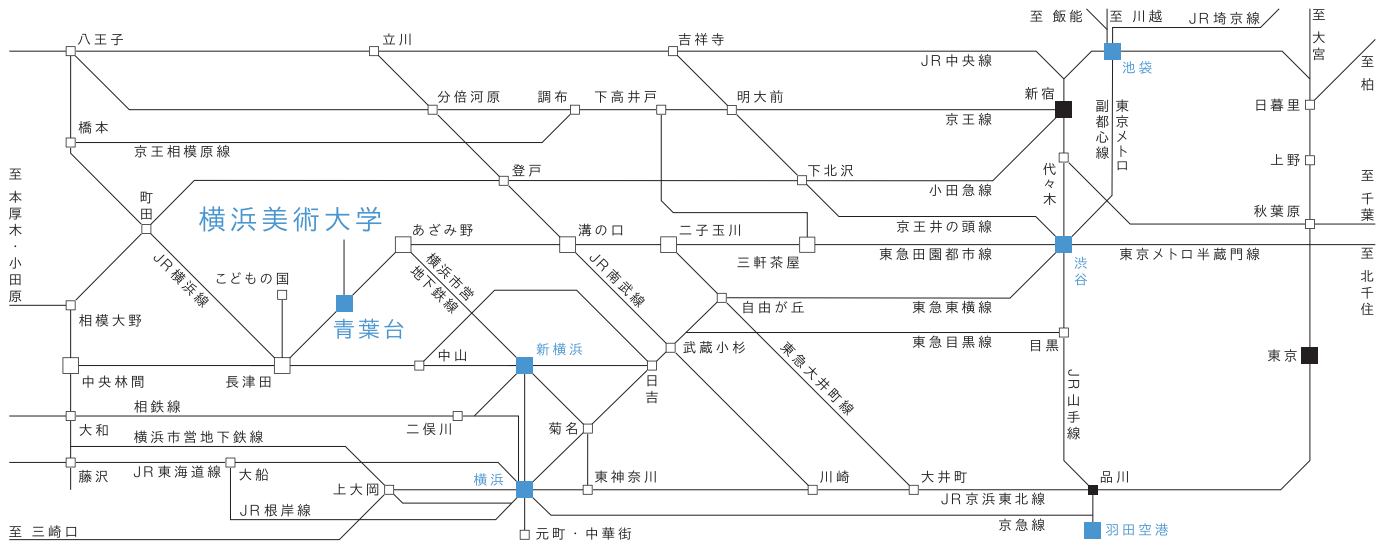 至 飯能
至 川越
JR埼京線
至 大宮
八王子
立川
吉祥寺
JR中央線
池袋
至 柏
分倍河原
調布
下高井戸
明大前
新宿
日暮里
京王線
副都心線
東京メトロ
橋本
京王相模原線
登戸
下北沢
代々木
上野
至 本厚木・小田原
町田
小田急線
至 千葉
横浜美術大学
秋葉原
あざみ野
溝の口
二子玉川
京王井の頭線
三軒茶屋
東急田園都市線
渋谷
東京メトロ半蔵門線
至 北千住
JR横浜線
こどもの国
横浜市営
地下鉄線
JR南武線
自由が丘
東急東横線
相模大野
青葉台
武蔵小杉
東急目黒線
目黒
東京
中央林間
長津田
中山
新横浜
日吉
東急大井町線
JR山手線
相鉄線
大和
二俣川
菊名
横浜市営地下鉄線
藤沢
JR東海道線
大船
上大岡
横浜
東神奈川
川崎
大井町
品川
JR京浜東北線
JR根岸線
京急線
羽田空港
至 三崎口
元町・中華街